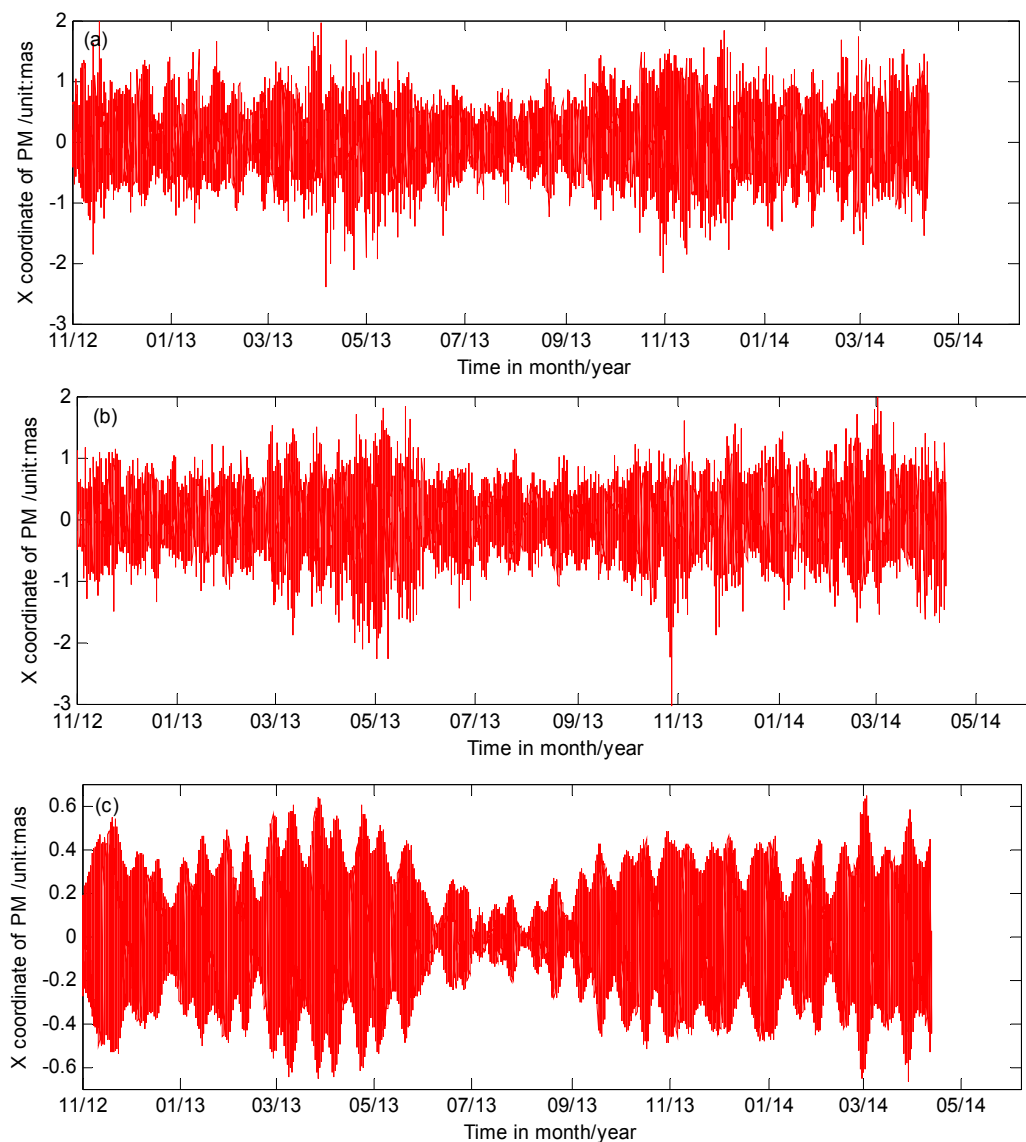 (a)
X coordinate of PM /unit:mas
2
1
0
-1
-2
-3
11/12 01/13 03/13 05/13 07/13 09/13 11/13 01/14 03/14 05/14
Time in month/year
(b)
X coordinate of PM /unit:mas
2
1
0
-1
-2
-3
11/12 01/13 03/13 05/13 07/13 09/13 11/13 01/14 03/14 05/14
Time in month/year
(c)
X coordinate of PM /unit:mas
0.6
0.4
0.2
0
-0.2
-0.4
-0.6
11/12 01/13 03/13 05/13 07/13 09/13 11/13 01/14 03/14 05/14
Time in month/year